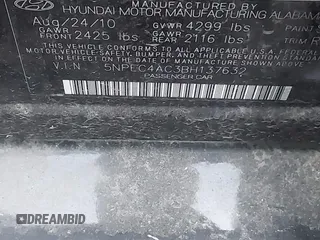 MANUFACTURED BY
HYUNDAI MOTOR MANUFACTURING ALABAMA
Aug/24/10 GVWR 4299 lbs PAINT
GAWR FRONT 2425 lbs GAWR REAR 2116 lbs TRIM
THIS VEHICLE CONFORMS TO ALL APPLICABLE U.S.A. FEDERAL
MOTOR VEHICLE SAFETY, BUMPER, AND THEFT PREVENTION STANDARDS
IN EFFECT ON THE DATE OF MANUFACTURE SHOWN ABOVE.
V.I.N. 5NPEC4AC3BH137632
PASSENGER CAR
DREAMBID